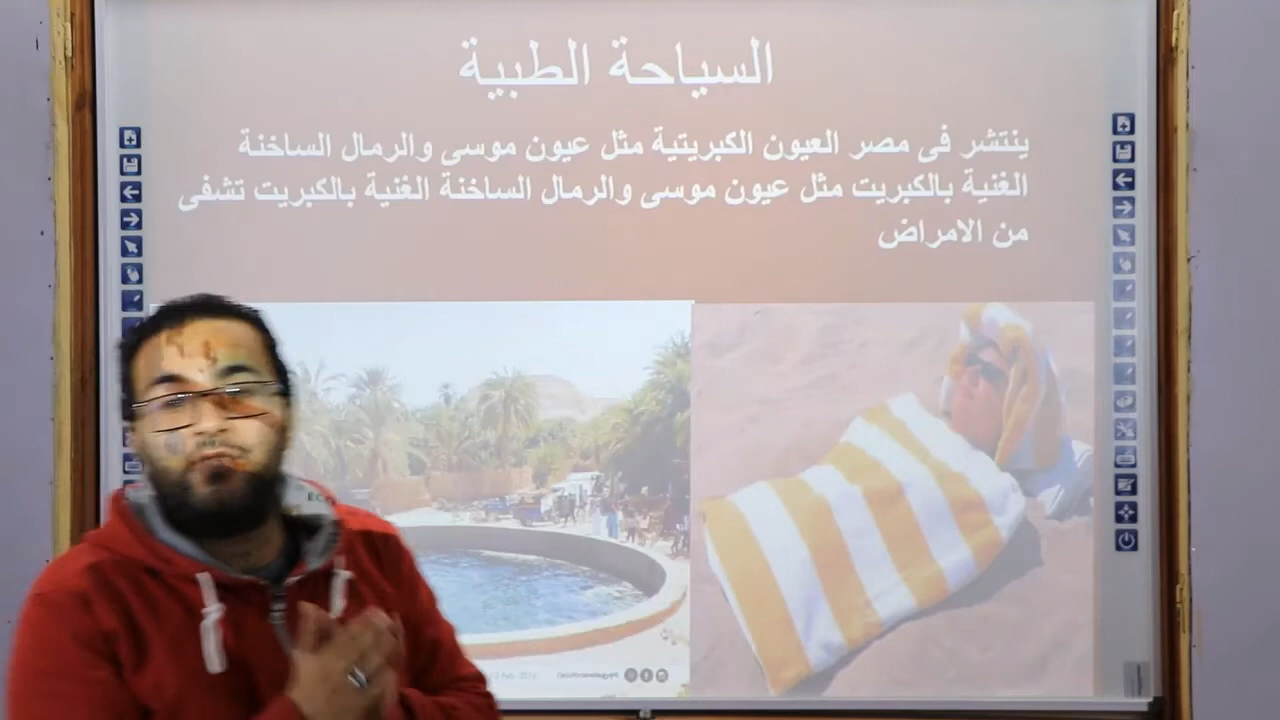 السياحة الطبية
ينتشر فى مصر العيون الكبريتية مثل عيون موسى والرمال الساخنة
الغنية بالكبريت مثل عيون موسى والرمال الساخنة الغنية بالكبريت تشفى
من الامراض